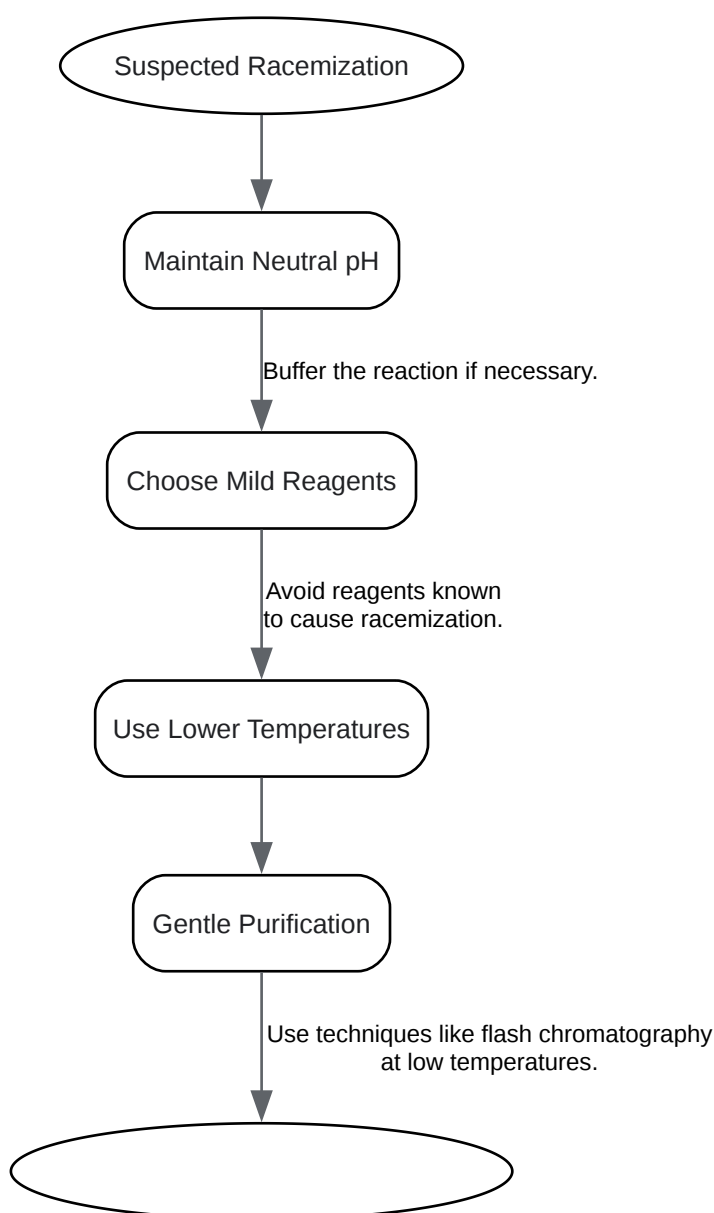 Suspected Racemization
Maintain Neutral pH
Buffer the reaction if necessary.
Choose Mild Reagents
Avoid reagents known
to cause racemization.
Use Lower Temperatures
Gentle Purification
Use techniques like flash chromatography
at low temperatures.